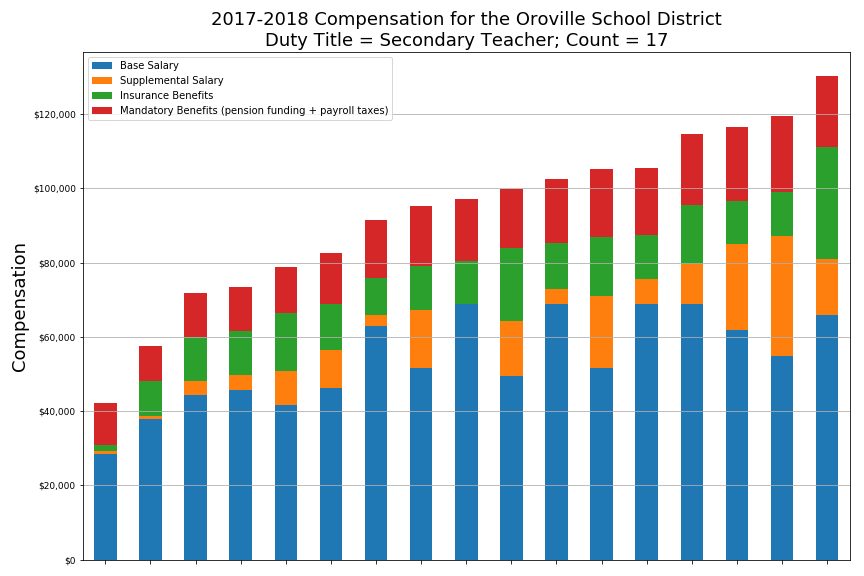 2017-2018 Compensation for the Oroville School District
Duty Title = Secondary Teacher; Count = 17
Base Salary
Supplemental Salary
Insurance Benefits
Mandatory Benefits (pension funding + payroll taxes)
Compensation
$120,000
$100,000
$80,000
$60,000
$40,000
$20,000
$0